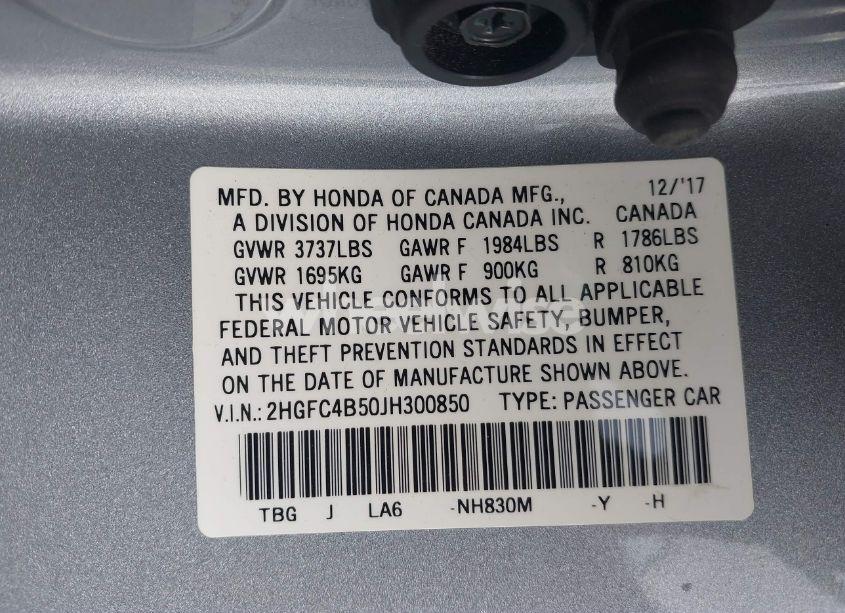 MFD. BY HONDA OF CANADA MFG., 12/'17
A DIVISION OF HONDA CANADA INC. CANADA
GVWR 3737LBS GAWR F 1984LBS R 1786LBS
GVWR 1695KG GAWR F 900KG R 810KG
THIS VEHICLE CONFORMS TO ALL APPLICABLE
FEDERAL MOTOR VEHICLE SAFETY, BUMPER,
AND THEFT PREVENTION STANDARDS IN EFFECT
ON THE DATE OF MANUFACTURE SHOWN ABOVE.
V.I.N.: 2HGFC4B50JH300850 TYPE: PASSENGER CAR
TBG J LA6 -NH830M -Y -H